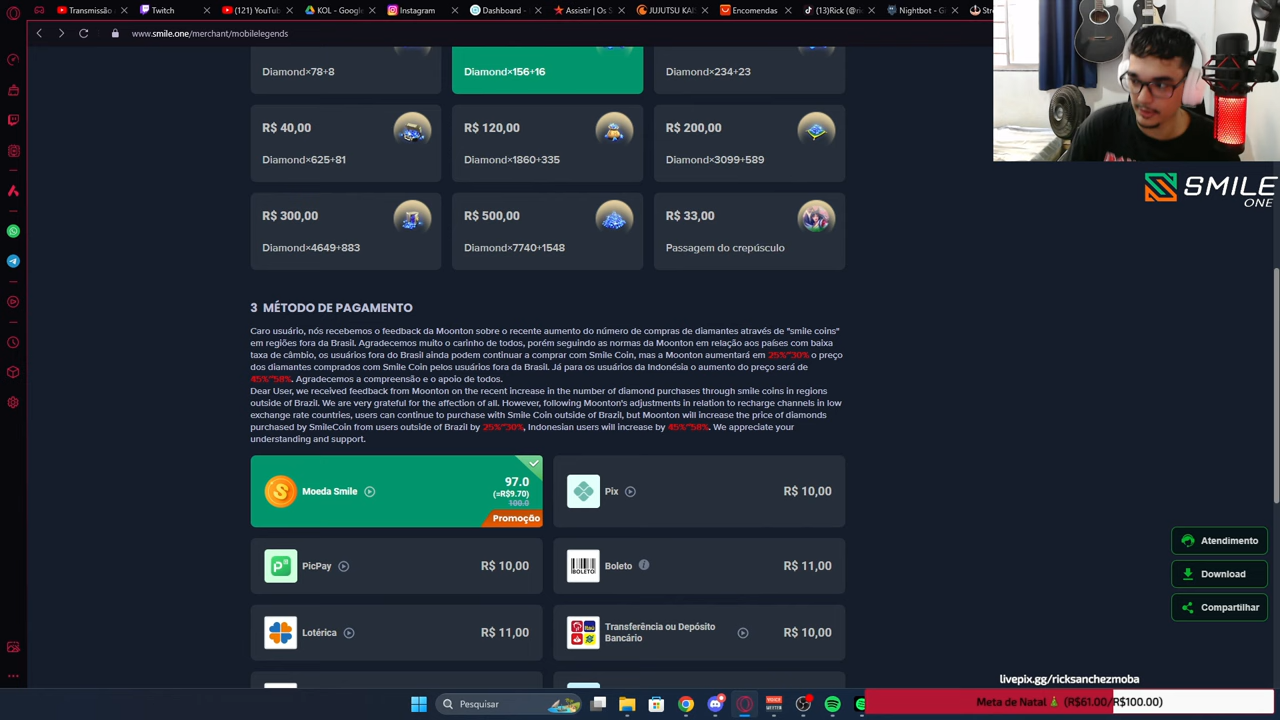 Transmissão
Twitch
(121) YouTu
KOL - Google
Instagram
Dashboard -
Assistir | Os
JUJUTSU KAI
Encomendas
(13)Rick (@ri
Nightbot - G
Stre
www.smile.one/merchant/mobilelegends
Diamond×78+8
Diamond×156+16
Diamond×234+23
R$ 40,00
R$ 120,00
R$ 200,00
Diamond×1860+335
R$ 300,00
R$ 500,00
R$ 33,00
Diamond×4649+883
Diamond×7740+1548
Passagem do crepúsculo
SMILE
ONE
3 MÉTODO DE PAGAMENTO
Caro usuário, nós recebemos o feedback da Moonton sobre o recente aumento do número de compras de diamantes através de "smile coins"
em regiões fora da Brasil. Agradecemos muito o carinho de todos, porém seguindo as normas da Moonton em relação aos países com baixa
taxa de câmbio, os usuários fora do Brasil ainda podem continuar a comprar com Smile Coin, mas a Moonton aumentará em 25%~30% o preço
dos diamantes comprados com Smile Coin pelos usuários fora da Brasil. Já para os usuários da Indonésia o aumento do preço será de
45%~58%. Agradecemos a compreensão e o apoio de todos.
Dear User, we received feedback from Moonton on the recent increase in the number of diamond purchases through smile coins in regions
outside of Brazil. We are very grateful for the affection of all. However, following Moonton's adjustments in relation to recharge channels in low
exchange rate countries, users can continue to purchase with Smile Coin outside of Brazil, but Moonton will increase the price of diamonds
purchased by SmileCoin from users outside of Brazil by 25%~30%, Indonesian users will increase by 45%~58%. We appreciate your
understanding and support.
Moeda Smile
97.0
(=R$9.70)
100.0
Promoção
Pix
R$ 10,00
PicPay
R$ 10,00
Boleto
BOLETO
R$ 11,00
Lotérica
R$ 11,00
Transferência ou Depósito
Bancário
R$ 10,00
Atendimento
Download
Compartilhar
livepix.gg/ricksanchezmoba
Meta de Natal (R$61.00/R$100.00)
Pesquisar